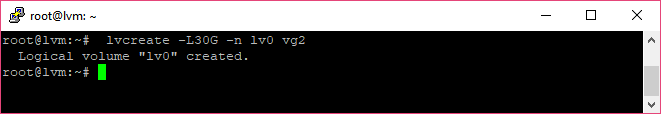 root@lvm: ~
root@lvm:~#  lvcreate -L30G -n lv0 vg2
  Logical volume "lv0" created.
root@lvm:~#